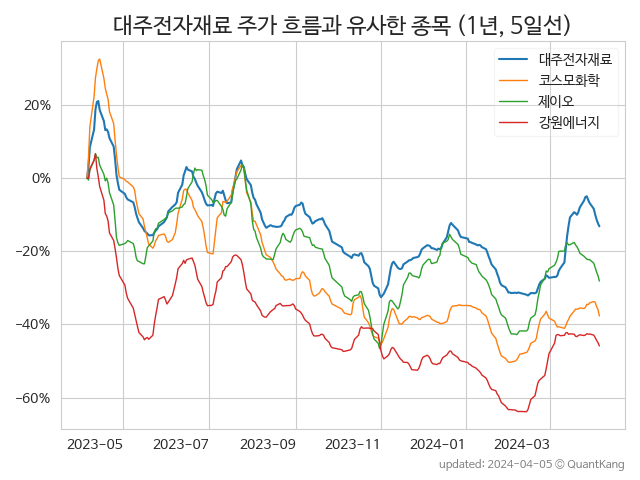 대주전자재료 주가 흐름과 유사한 종목 (1년, 5일선)
대주전자재료
코스모화학
제이오
강원에너지
20%
0%
−20%
−40%
−60%
2023-05 2023-07 2023-09 2023-11 2024-01 2024-03
updated: 2024-04-05 © QuantKang